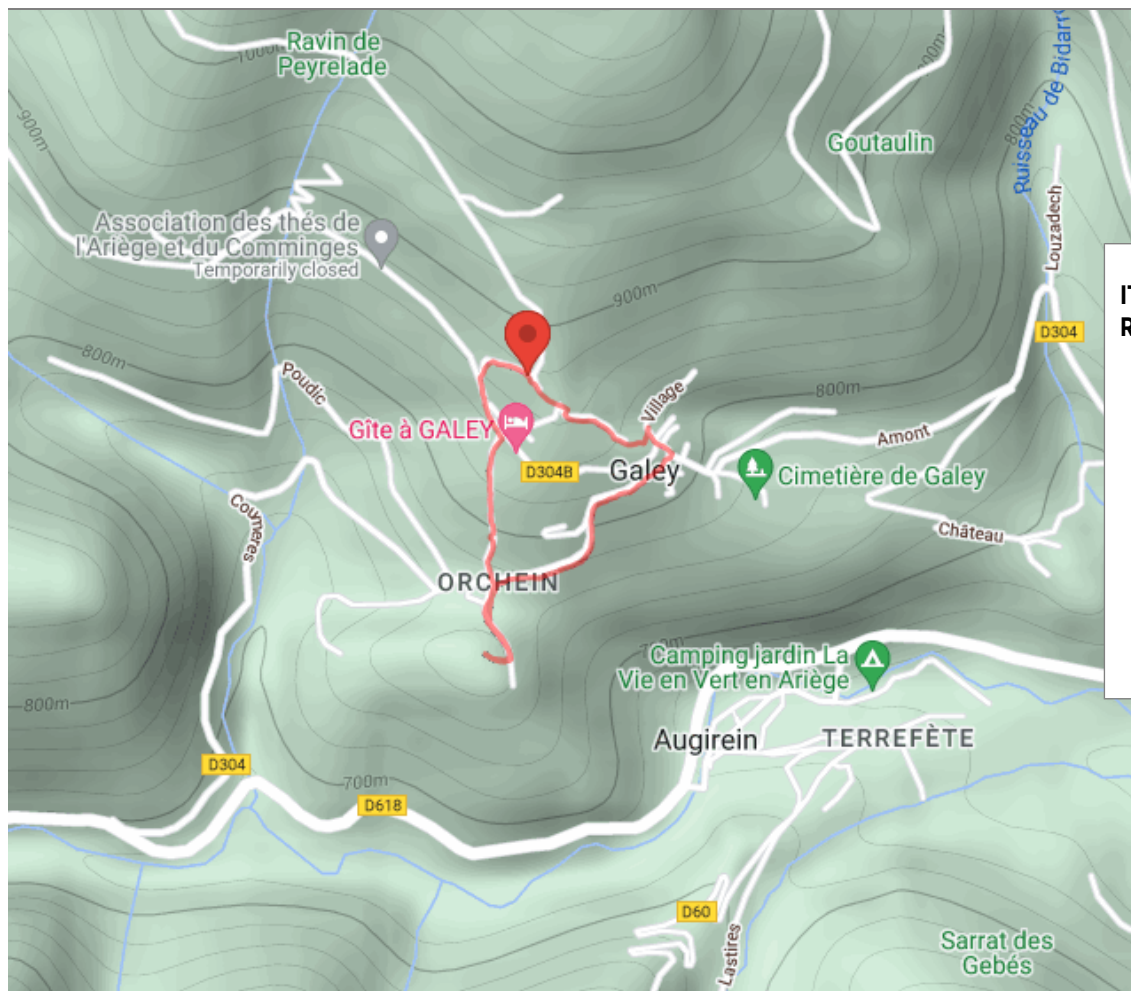 Ravin de
Peyrelade
1000m
900m
Goutaulin
800m
Ruisseau de Bidarr
Louzadech
Association des thés de
l'Ariège et du Comminges
Temporarily closed
IT
R
900m
D304
800m
Poudic
800m
Village
Gîte à GALEY
Amont
D304B
Galey
Cimetière de Galey
Coumeres
Château
ORCHEIN
Camping jardin La
Vie en Vert en Ariège
800m
Augirein
TERREFÈTE
D304
700m
D618
D60
Lastires
Sarrat des
Gebés